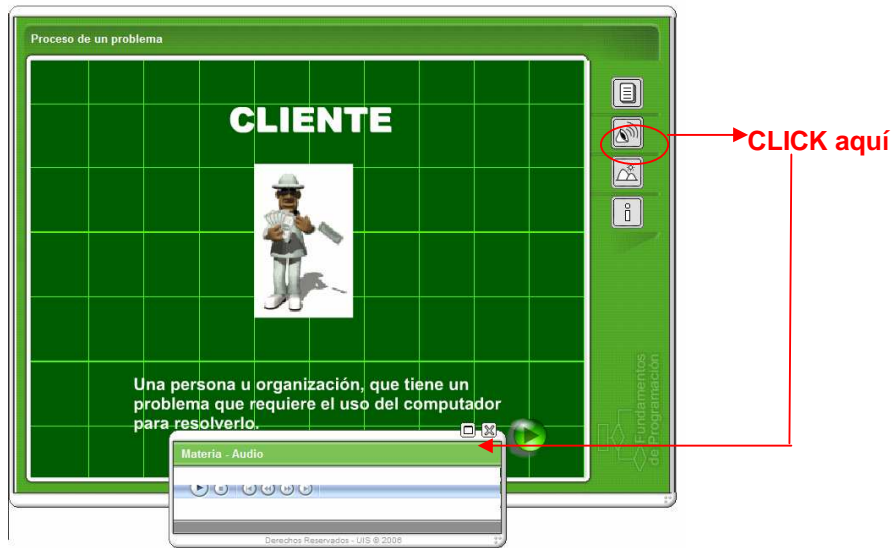 Proceso de un problema
CLIENTE
CLICK aquí
Una persona u organización, que tiene un
problema que requiere el uso del computador
para resolverlo.
Fundamentos
de Programación
Materia - Audio
Derechos Reservados - UIS © 2006